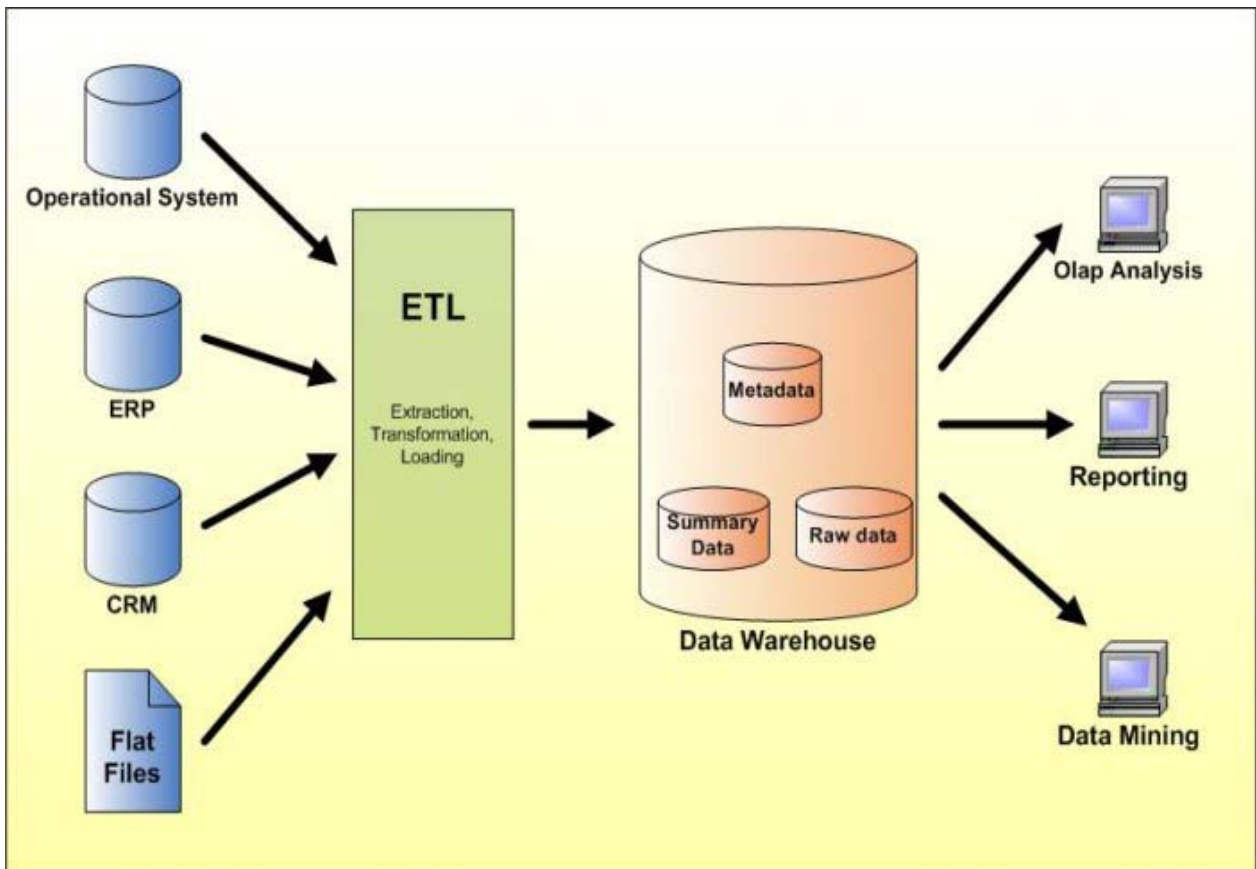 Operational System
ERP
CRM
Flat
Files
ETL
Extraction,
Transformation,
Loading
Metadata
Summary
Data
Raw data
Data Warehouse
Olap Analysis
Reporting
Data Mining